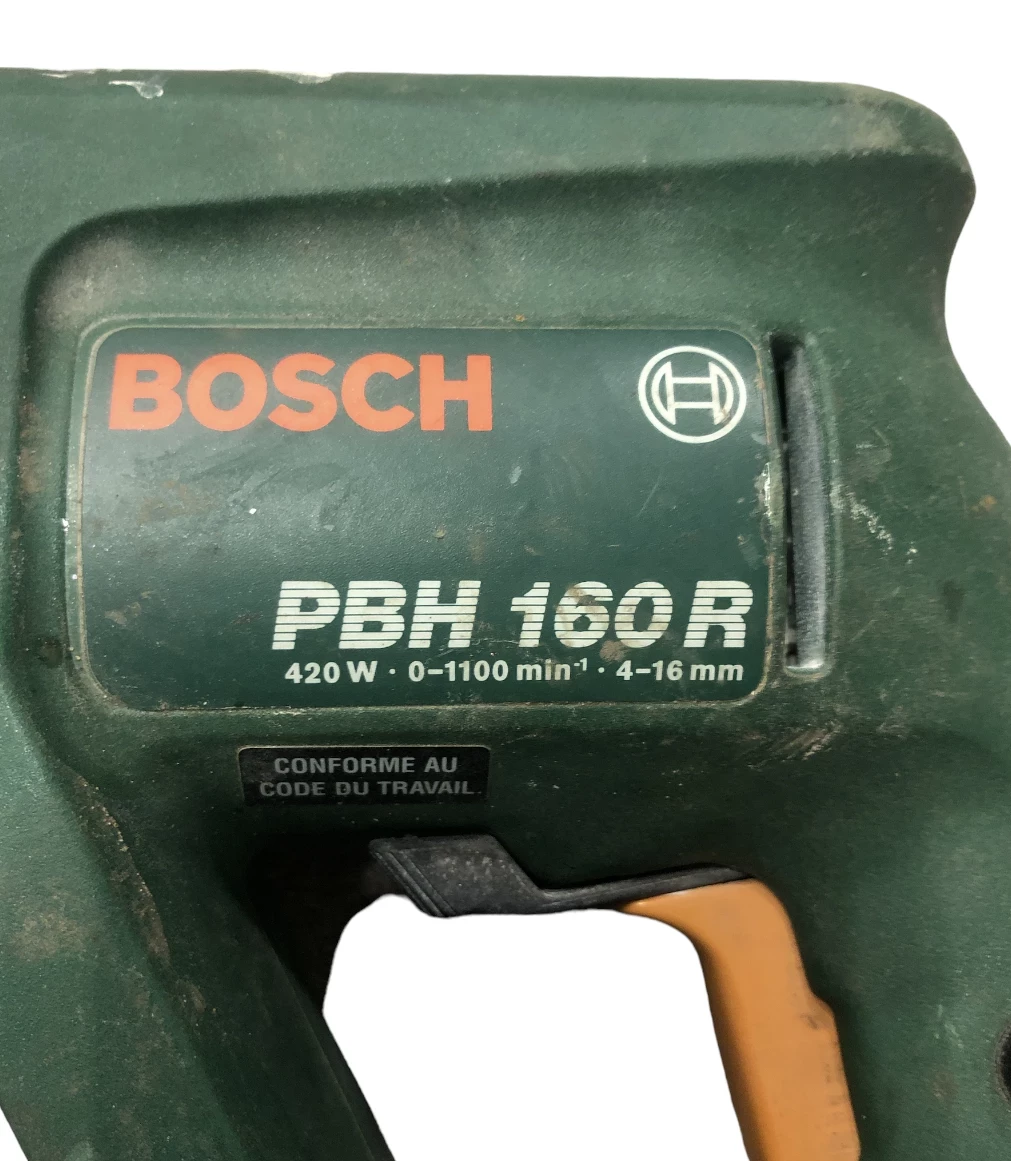 BOSCH
PBH 160 R
420 W · 0–1100 min⁻¹ · 4–16 mm
CONFORME AU
CODE DU TRAVAIL